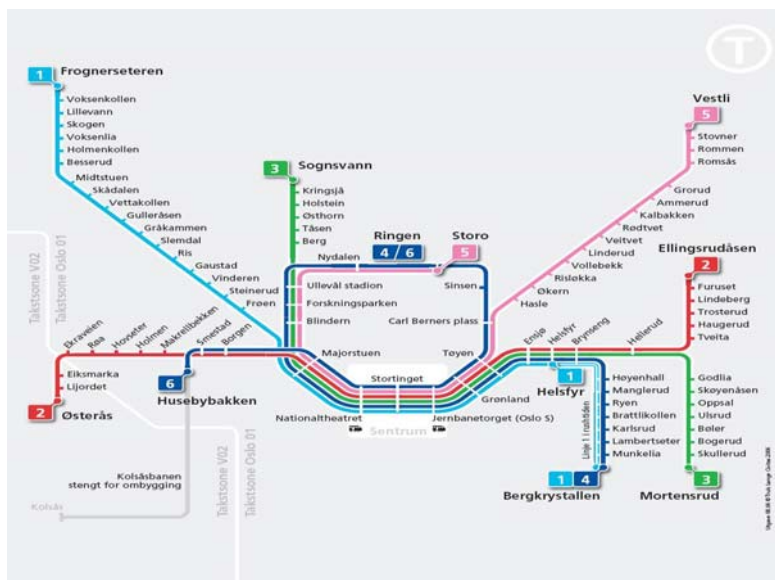 T
1 Frognerseteren
Voksenkollen
Lillevann
Skogen
Voksenlia
Holmenkollen
Besserud
Midtstuen
Skådalen
Vettakollen
Gulleråsen
Gråkammen
Slemdal
Ris
Gaustad
Vinderen
Steinerud
Frøen
3 Sognsvann
Kringsjå
Holstein
Østhorn
Tåsen
Berg
Ullevål stadion
Forskningsparken
Blindern
Majorstuen
Ringen
4/6
Storo
5
Nydalen
Sinsen
Carl Berners plass
Tøyen
Vestli
5
Stovner
Rommen
Romsås
Grorud
Ammerud
Kalbakken
Rødtvet
Veitvet
Linderud
Vollebekk
Risløkka
Økern
Hasle
Ellingsrudåsen
2
Furuset
Lindeberg
Trosterud
Haugerud
Tveita
Takstsone V02
Takstsone Oslo 01
Ekraveien
Røa
Hovseter
Holmen
Makrellbekken
Smestad
Borgen
Eiksmarka
Lijordet
2 Østerås
6
Husebybakken
Stortinget
Nationaltheatret
Jernbanetorget (Oslo S)
Sentrum
Grønland
Ensjø
Helsfyr
Brynseng
Hellerud
1
Helsfyr
Linje 1 i rushtiden
Høyenhall
Manglerud
Ryen
Brattlikollen
Karlsrud
Lambertseter
Munkelia
1 4
Bergkrystallen
Godlia
Skøyenåsen
Oppsal
Ulsrud
Bøler
Bogerud
Skullerud
3
Mortensrud
Kolsåsbanen
stengt for ombygging
Kolsås
Takstsone V02
Takstsone Oslo 01